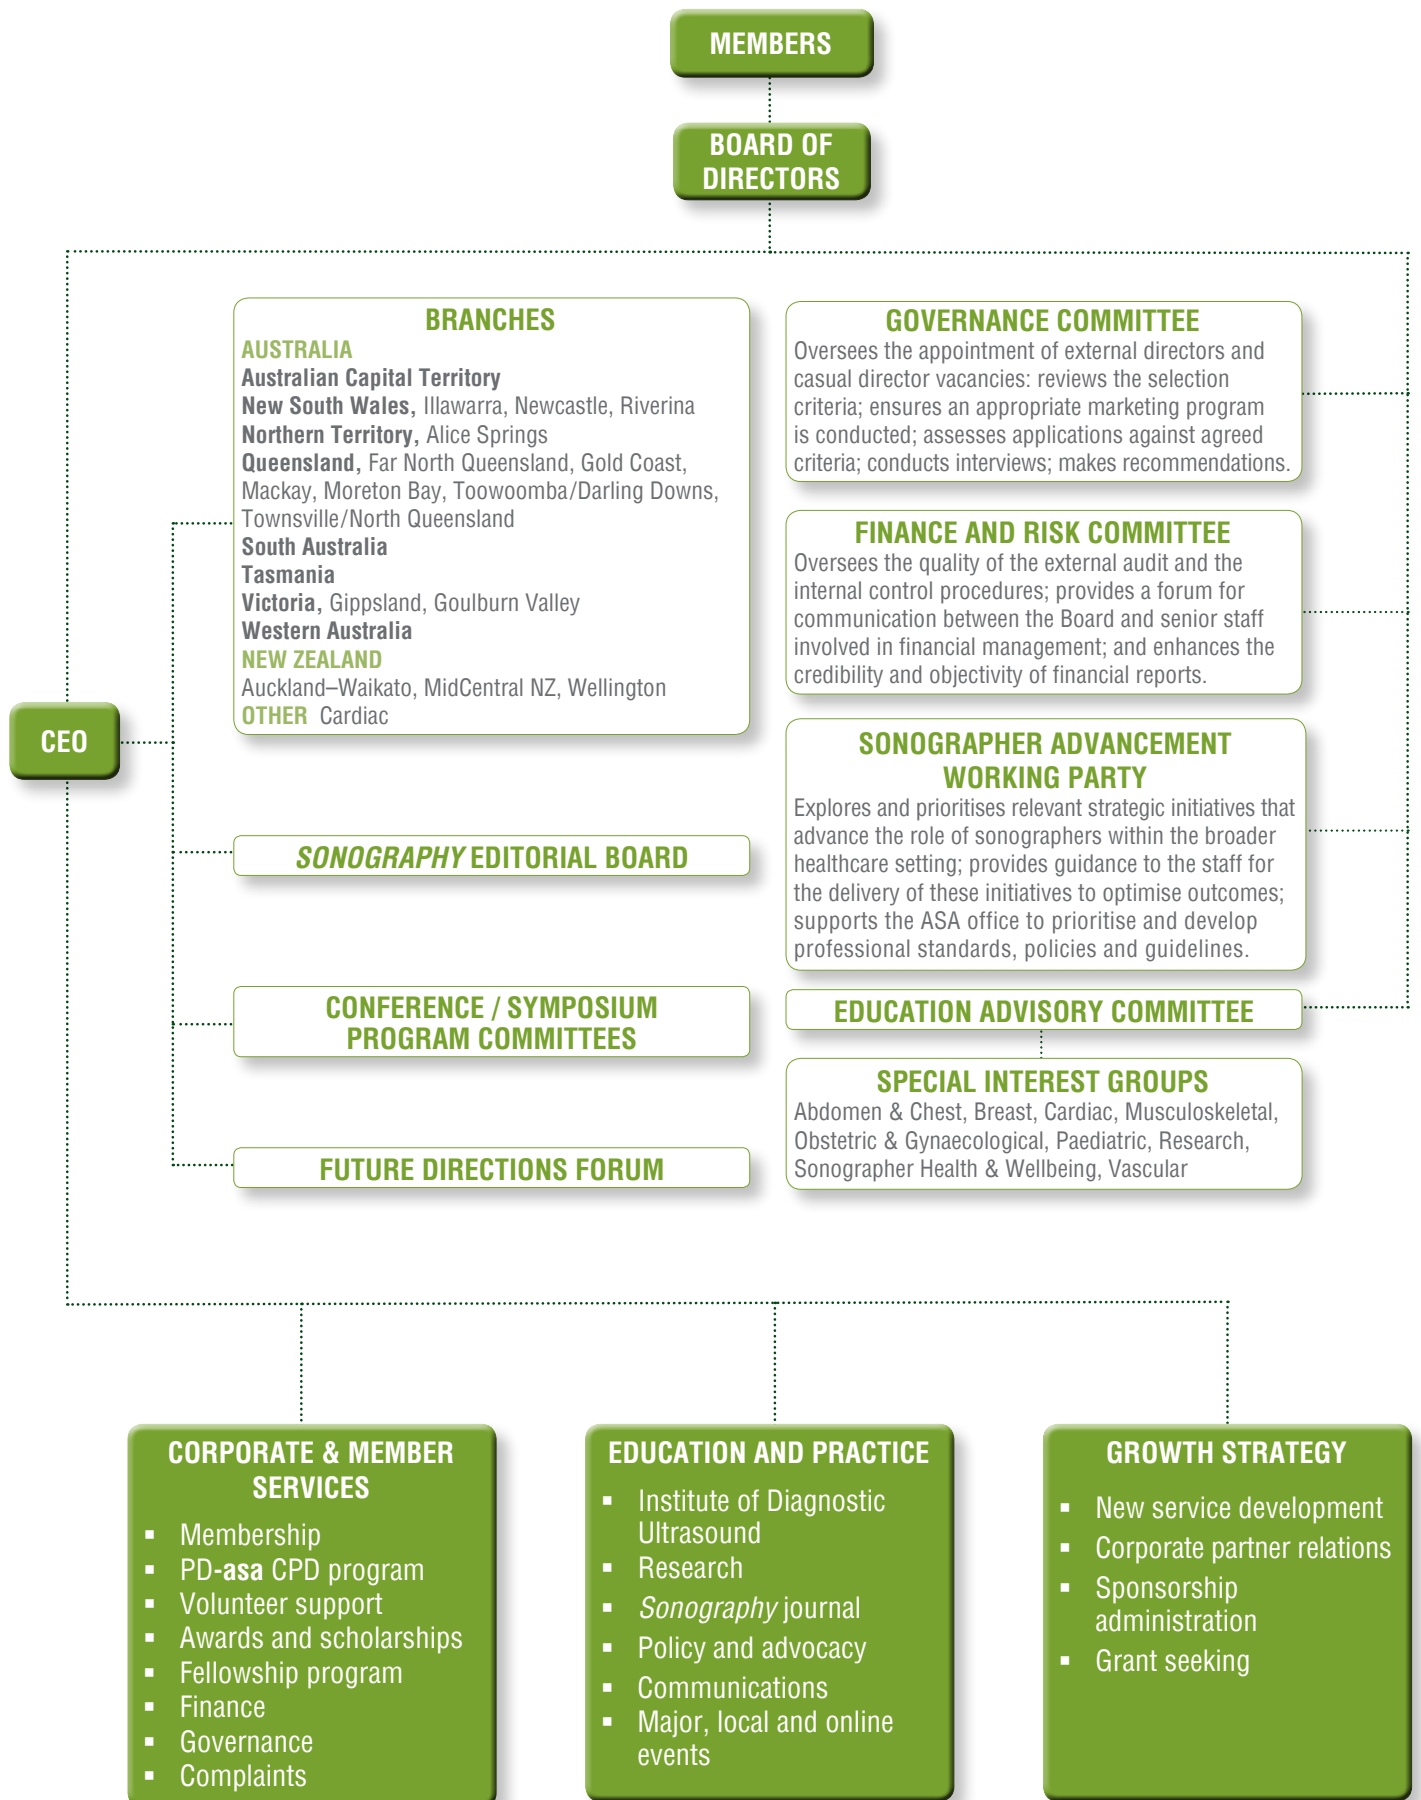 MEMBERS
BOARD OF
DIRECTORS
BRANCHES
AUSTRALIA
Australian Capital Territory
New South Wales, Illawarra, Newcastle, Riverina
Northern Territory, Alice Springs
Queensland, Far North Queensland, Gold Coast,
Mackay, Moreton Bay, Toowoomba/Darling Downs,
Townsville/North Queensland
South Australia
Tasmania
Victoria, Gippsland, Goulburn Valley
Western Australia
NEW ZEALAND
Auckland–Waikato, MidCentral NZ, Wellington
OTHER Cardiac
CEO
SONOGRAPHY EDITORIAL BOARD
CONFERENCE / SYMPOSIUM
PROGRAM COMMITTEES
FUTURE DIRECTIONS FORUM
GOVERNANCE COMMITTEE
Oversees the appointment of external directors and
casual director vacancies: reviews the selection
criteria; ensures an appropriate marketing program
is conducted; assesses applications against agreed
criteria; conducts interviews; makes recommendations.
FINANCE AND RISK COMMITTEE
Oversees the quality of the external audit and the
internal control procedures; provides a forum for
communication between the Board and senior staff
involved in financial management; and enhances the
credibility and objectivity of financial reports.
SONOGRAPHER ADVANCEMENT
WORKING PARTY
Explores and prioritises relevant strategic initiatives that
advance the role of sonographers within the broader
healthcare setting; provides guidance to the staff for
the delivery of these initiatives to optimise outcomes;
supports the ASA office to prioritise and develop
professional standards, policies and guidelines.
EDUCATION ADVISORY COMMITTEE
SPECIAL INTEREST GROUPS
Abdomen & Chest, Breast, Cardiac, Musculoskeletal,
Obstetric & Gynaecological, Paediatric, Research,
Sonographer Health & Wellbeing, Vascular
CORPORATE & MEMBER
SERVICES
▪ Membership
▪ PD-asa CPD program
▪ Volunteer support
▪ Awards and scholarships
▪ Fellowship program
▪ Finance
▪ Governance
▪ Complaints
EDUCATION AND PRACTICE
▪ Institute of Diagnostic
Ultrasound
▪ Research
▪ Sonography journal
▪ Policy and advocacy
▪ Communications
▪ Major, local and online
events
GROWTH STRATEGY
▪ New service development
▪ Corporate partner relations
▪ Sponsorship
administration
▪ Grant seeking